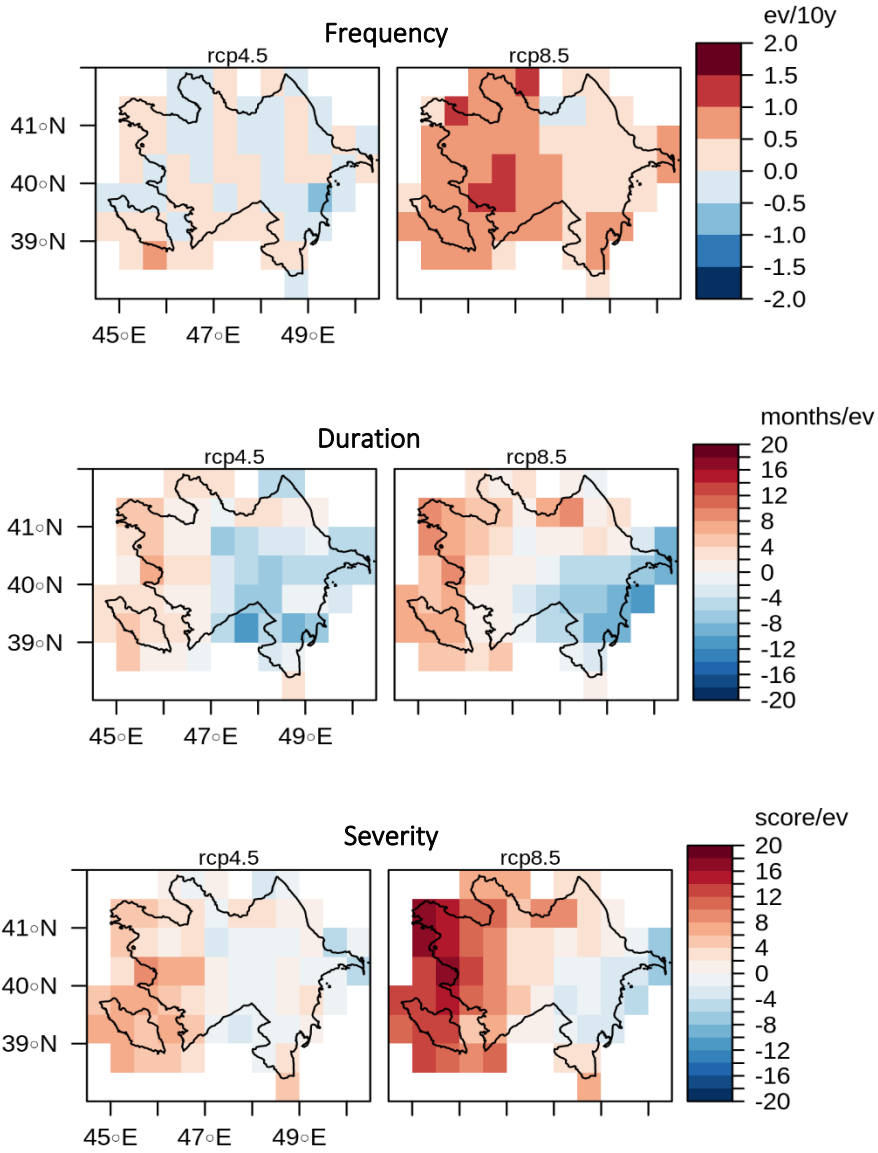 ev/10y
Frequency
rcp4.5 rcp8.5
2.0
1.5
1.0
0.5
0.0
-0.5
-1.0
-1.5
-2.0
41○N
40○N
39○N
45○E 47○E 49○E
months/ev
Duration
rcp4.5 rcp8.5
20
16
12
8
4
0
-4
-8
-12
-16
-20
41○N
40○N
39○N
45○E 47○E 49○E
score/ev
Severity
rcp4.5 rcp8.5
20
16
12
8
4
0
-4
-8
-12
-16
-20
41○N
40○N
39○N
45○E 47○E 49○E